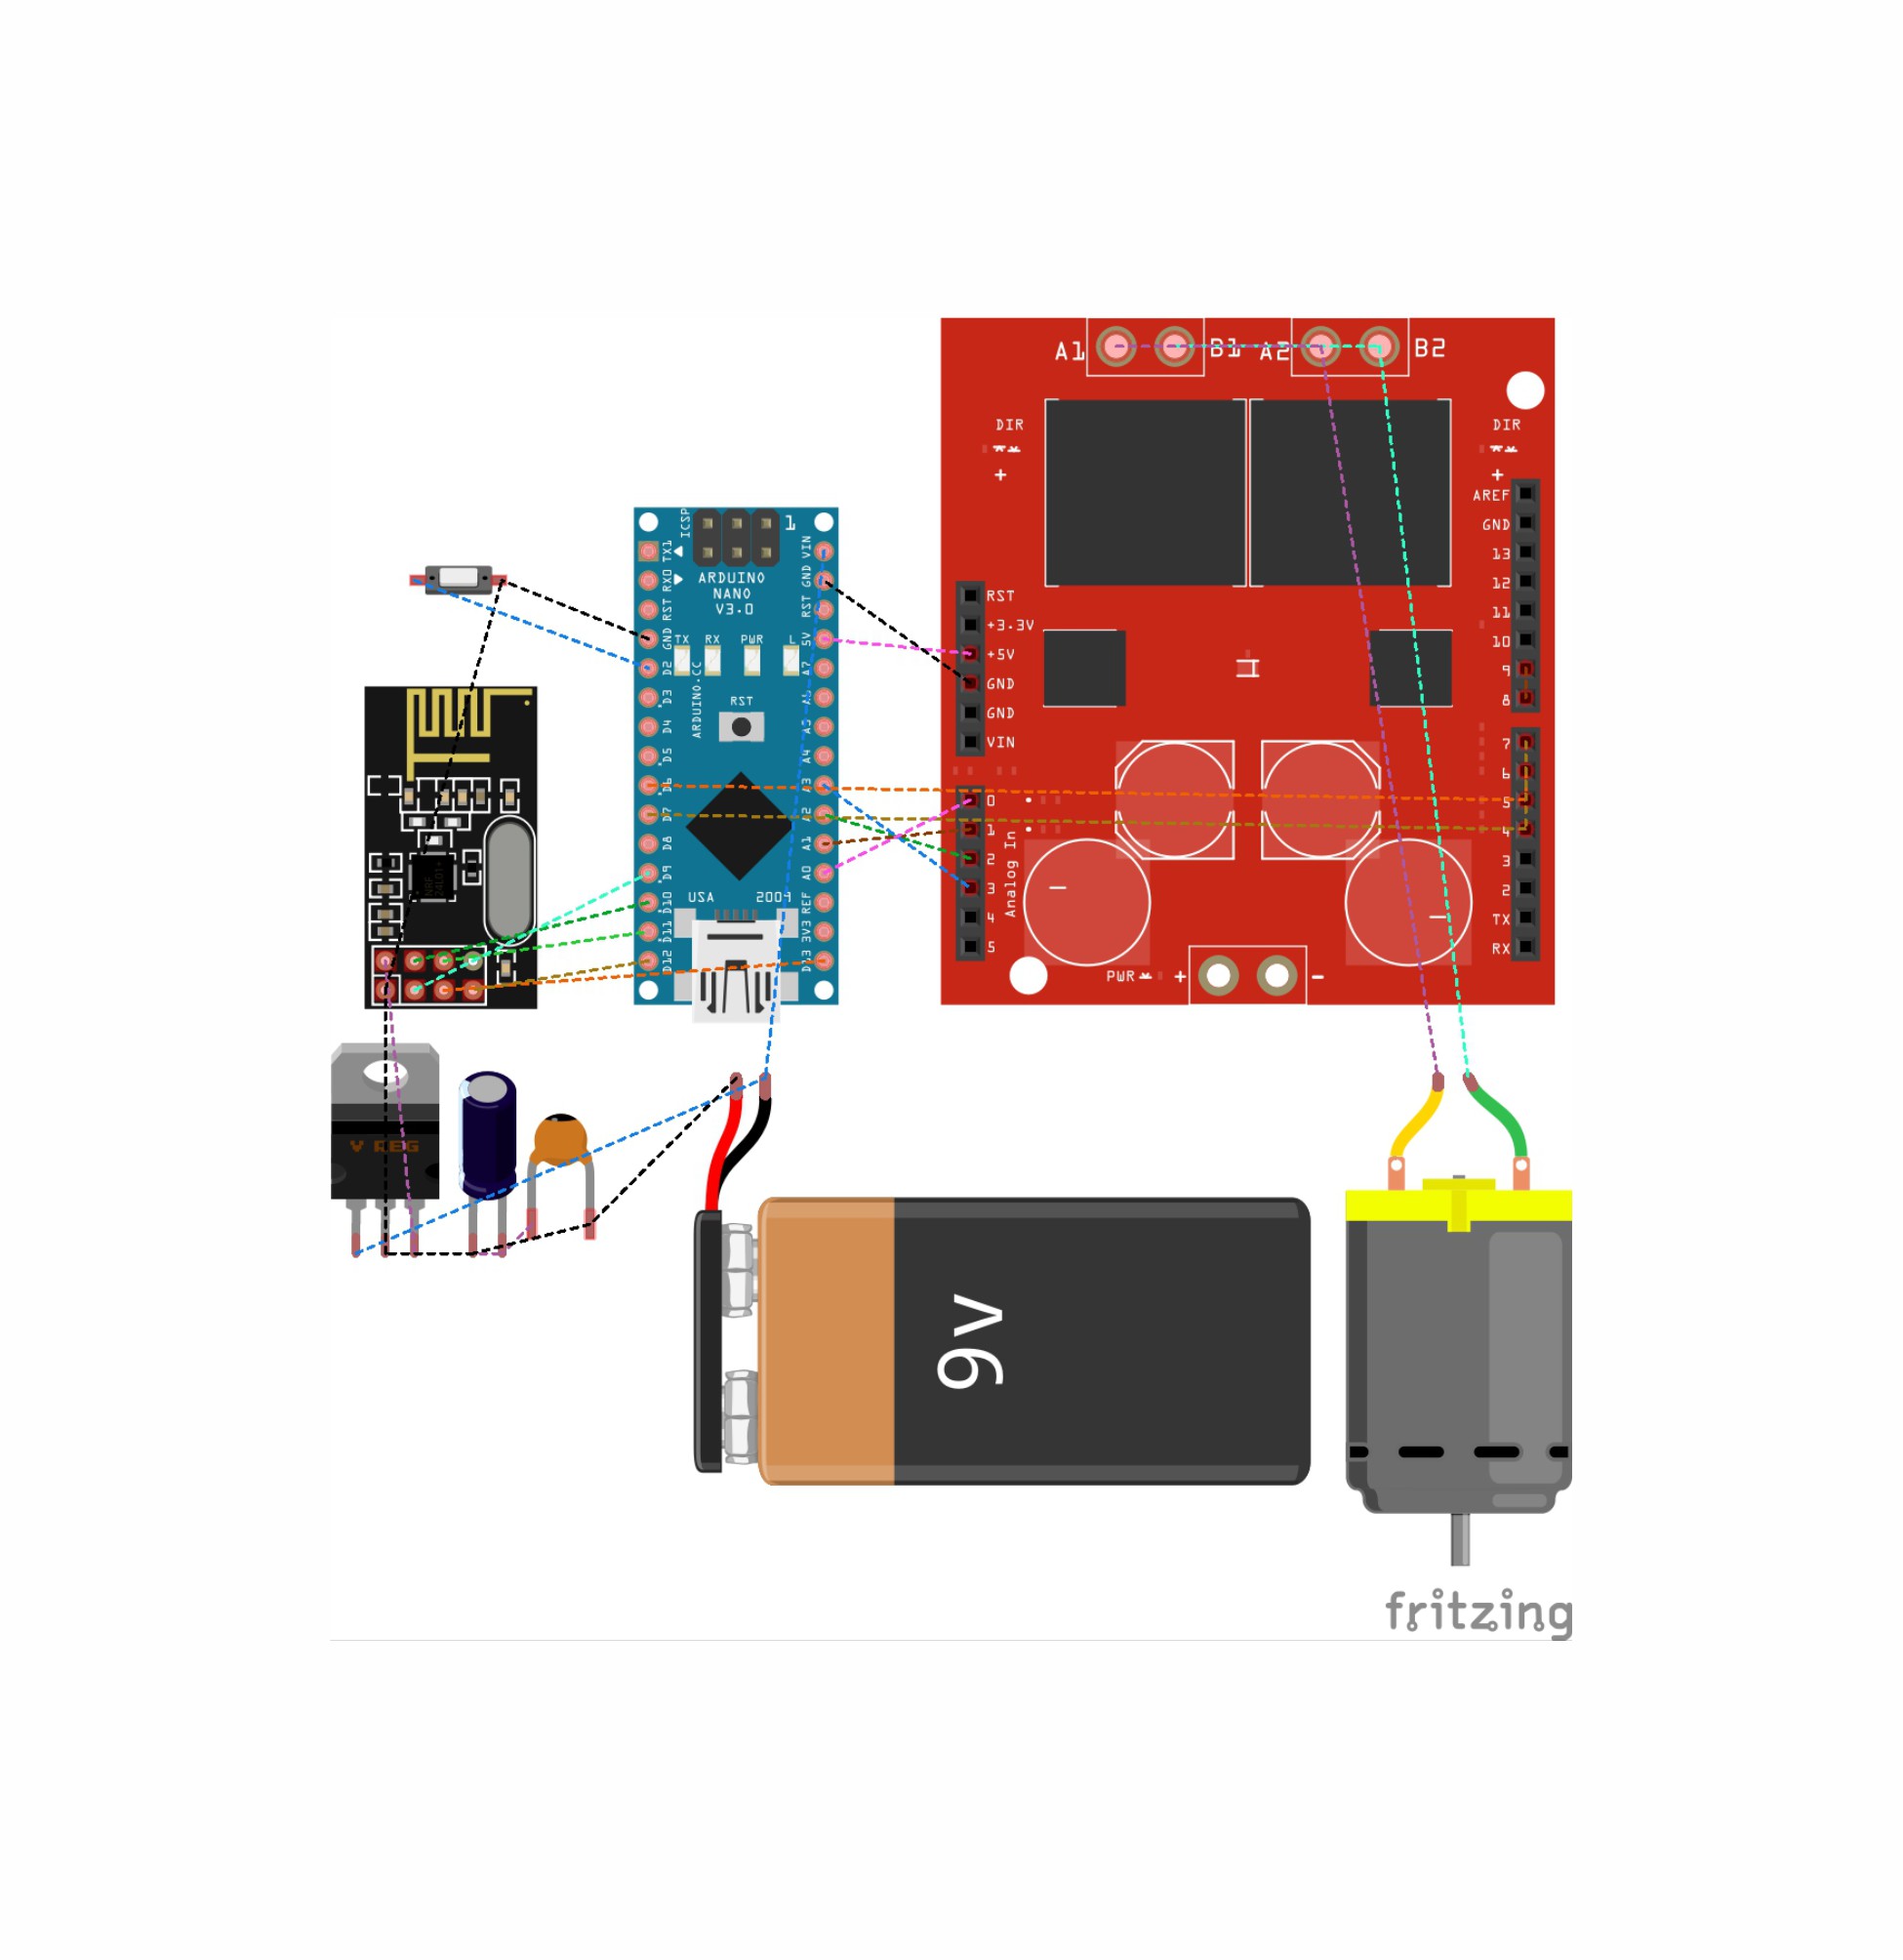 A1
B1
A2
B2
DIR
+
DIR
+
AREF
GND
13
12
11
10
9
8
7
6
5
4
3
2
TX
RX
RST
+3.3V
+5V
GND
GND
VIN
0
1
2
3
4
5
Analog In
PWR
+
-
ICSP
1
TX1
RX0
RST
GND
D2
D3
D4
D5
D6
D7
D8
D9
D10
D11
D12
VIN
GND
RST
5V
A7
A5
A4
A3
A2
A1
A0
REF
3V3
D13
ARDUINO
NANO
V3.0
TX
RX
PWR
L
ARDUINO.CC
RST
USA
2009
NRF
24L01+
V REG
9v
fritzing